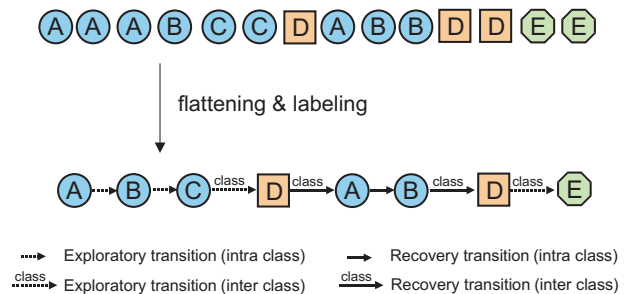 A A A B C C D A B B D D E E
flattening & labeling
class class class class
A B C D A B D E
Exploratory transition (intra class) Recovery transition (intra class)
class Exploratory transition (inter class) class Recovery transition (inter class)